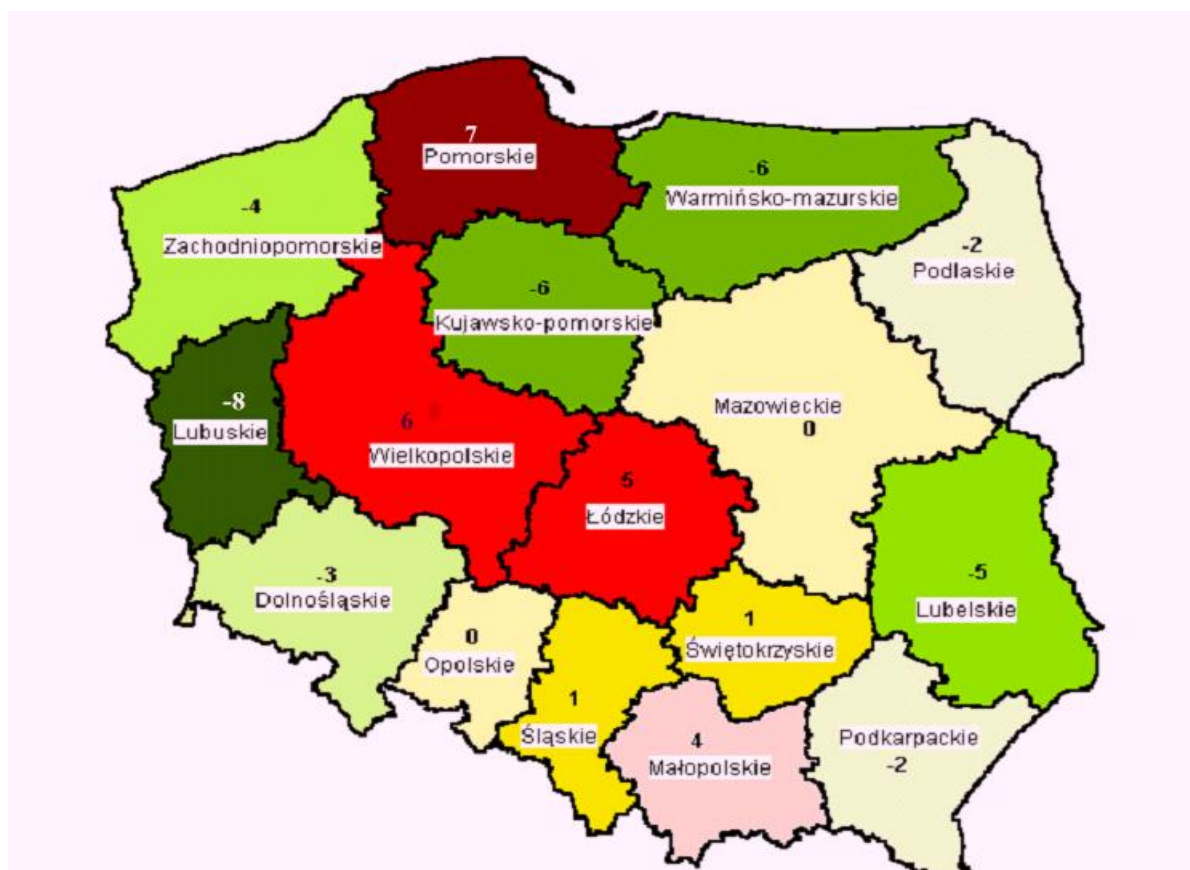 7
Pomorskie
-6
Warmińsko-mazurskie
-4
Zachodniopomorskie
-2
Podlaskie
-6
Kujawsko-pomorskie
-8
Lubuskie
6
Wielkopolskie
Mazowieckie
0
5
Łódzkie
-3
Dolnośląskie
-5
Lubelskie
0
Opolskie
1
Świętokrzyskie
1
Śląskie
4
Małopolskie
Podkarpackie
-2